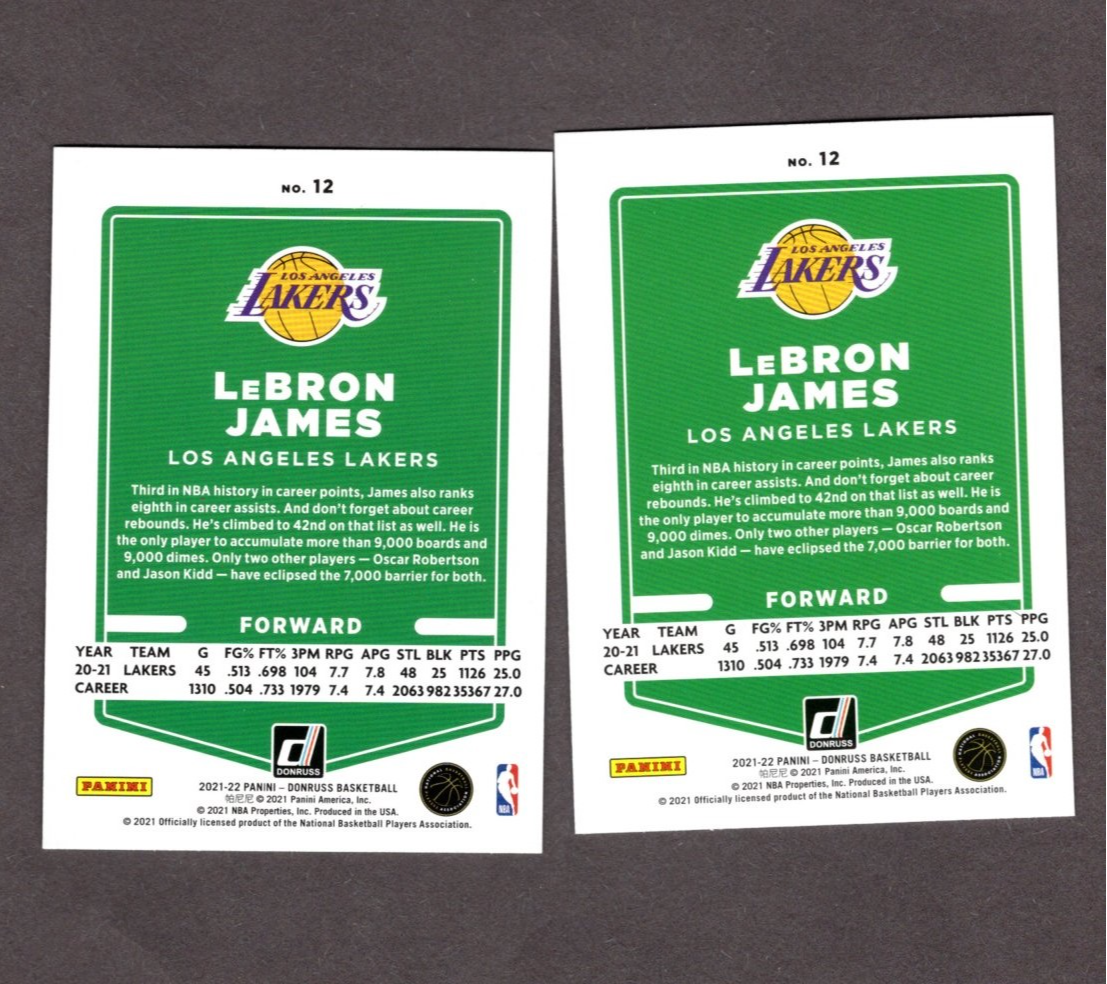 NO. 12
LOS ANGELES
LAKERS
LeBRON
JAMES
LOS ANGELES LAKERS
Third in NBA history in career points, James also ranks
eighth in career assists. And don't forget about career
rebounds. He's climbed to 42nd on that list as well. He is
the only player to accumulate more than 9,000 boards and
9,000 dimes. Only two other players — Oscar Robertson
and Jason Kidd — have eclipsed the 7,000 barrier for both.
FORWARD
YEAR TEAM G FG% FT% 3PM RPG APG STL BLK PTS PPG
20-21 LAKERS 45 .513 .698 104 7.7 7.8 48 25 1126 25.0
CAREER 1310 .504 .733 1979 7.4 7.4 2063 982 35367 27.0
d
DONRUSS
PANINI
2021-22 PANINI – DONRUSS BASKETBALL
帕尼尼 © 2021 Panini America, Inc.
© 2021 NBA Properties, Inc. Produced in the USA.
© 2021 Officially licensed product of the National Basketball Players Association.
NATIONAL BASKETBALL
ASSOCIATION
NBA
NO. 12
LOS ANGELES
LAKERS
LeBRON
JAMES
LOS ANGELES LAKERS
Third in NBA history in career points, James also ranks
eighth in career assists. And don't forget about career
rebounds. He's climbed to 42nd on that list as well. He is
the only player to accumulate more than 9,000 boards and
9,000 dimes. Only two other players — Oscar Robertson
and Jason Kidd — have eclipsed the 7,000 barrier for both.
FORWARD
YEAR TEAM G FG% FT% 3PM RPG APG STL BLK PTS PPG
20-21 LAKERS 45 .513 .698 104 7.7 7.8 48 25 1126 25.0
CAREER 1310 .504 .733 1979 7.4 7.4 2063 982 35367 27.0
d
DONRUSS
PANINI
2021-22 PANINI – DONRUSS BASKETBALL
帕尼尼 © 2021 Panini America, Inc.
© 2021 NBA Properties, Inc. Produced in the USA.
© 2021 Officially licensed product of the National Basketball Players Association.
NATIONAL BASKETBALL
ASSOCIATION
NBA